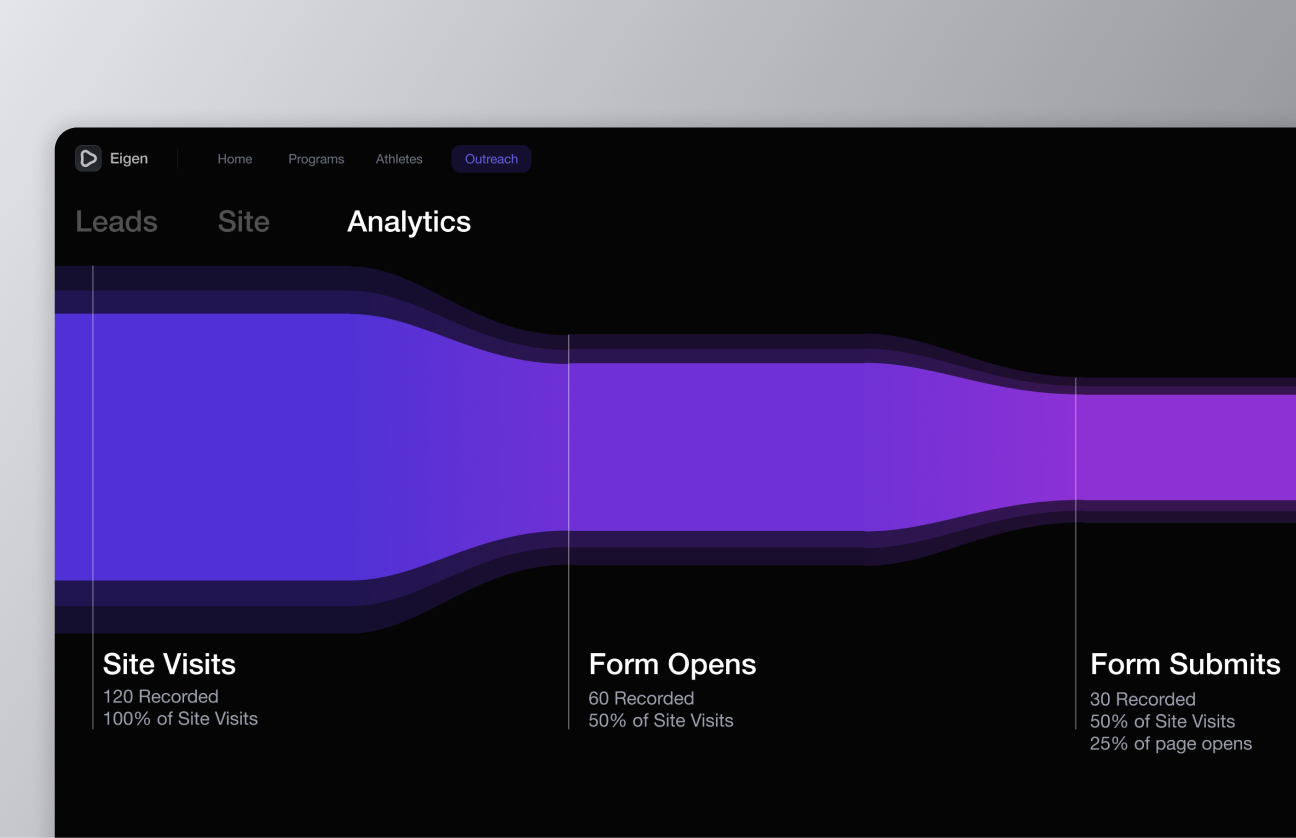 Eigen
Home
Programs
Athletes
Outreach
Leads
Site
Analytics
Site Visits
120 Recorded
100% of Site Visits
Form Opens
60 Recorded
50% of Site Visits
Form Submits
30 Recorded
50% of Site Visits
25% of page opens